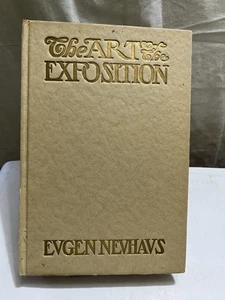 The ART of the
EXPOSITION
EVGEN NEVHAVS